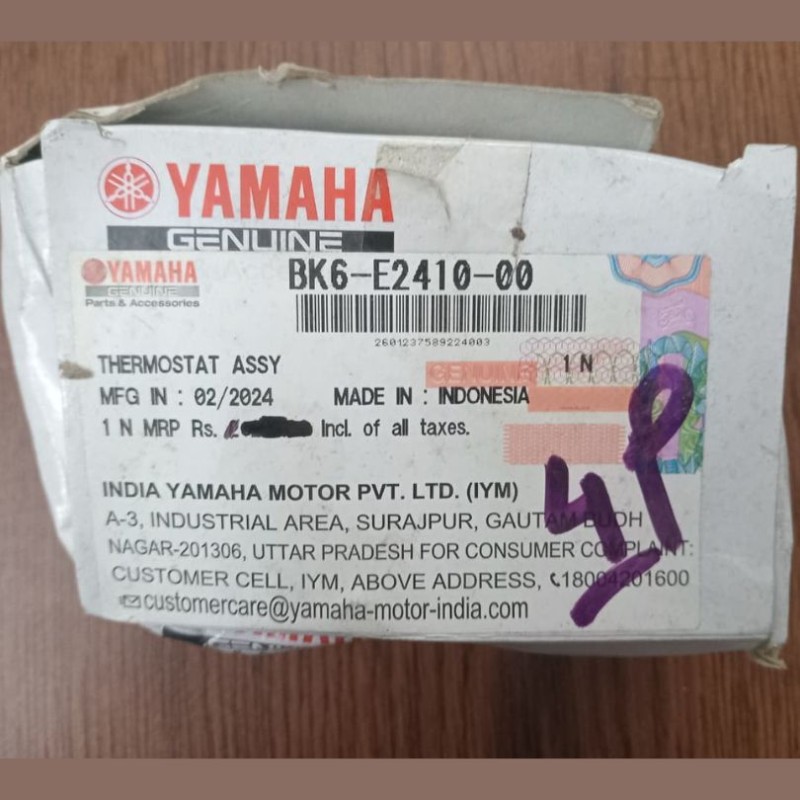 YAMAHA
GENUINE
YAMAHA
GENUINE
Parts & Accessories
BK6-E2410-00
2601237589224003
THERMOSTAT ASSY
GENUINE
1 N
MFG IN : 02/2024 MADE IN : INDONESIA
1 N MRP Rs. Incl. of all taxes.
INDIA YAMAHA MOTOR PVT. LTD. (IYM)
A-3, INDUSTRIAL AREA, SURAJPUR, GAUTAM BUDH
NAGAR-201306, UTTAR PRADESH FOR CONSUMER COMPLAINT:
CUSTOMER CELL, IYM, ABOVE ADDRESS, 18004201600
customercare@yamaha-motor-india.com